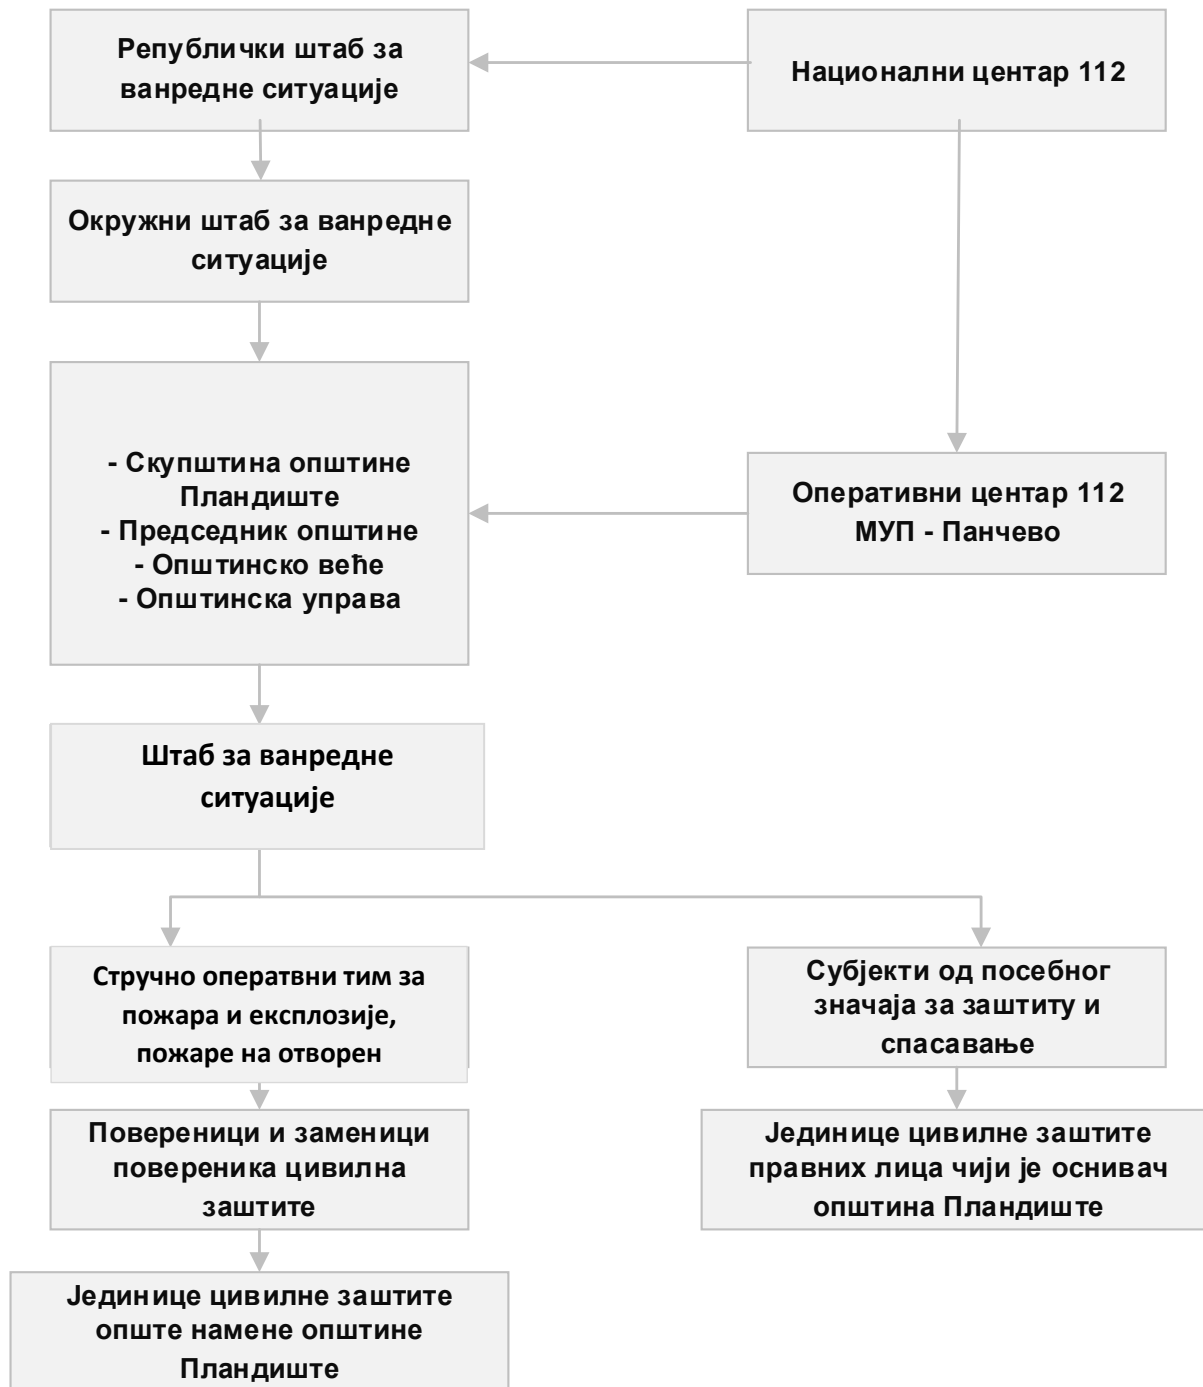 Републички штаб за
ванредне ситуације
Национални центар 112
Окружни штаб за ванредне
ситуације
- Скупштина општине
Пландиште
- Председник општине
- Општинско веће
- Општинска управа
Оперативни центар 112
МУП - Панчево
Штаб за ванредне
ситуације
Стручно оператвни тим за
пожара и експлозије,
пожаре на отворен
Субјекти од посебног
значаја за заштиту и
спасавање
Повереници и заменици
повереника цивилна
заштите
Јединице цивилне заштите
правних лица чији је оснивач
општина Пландиште
Јединице цивилне заштите
опште намене општине
Пландиште